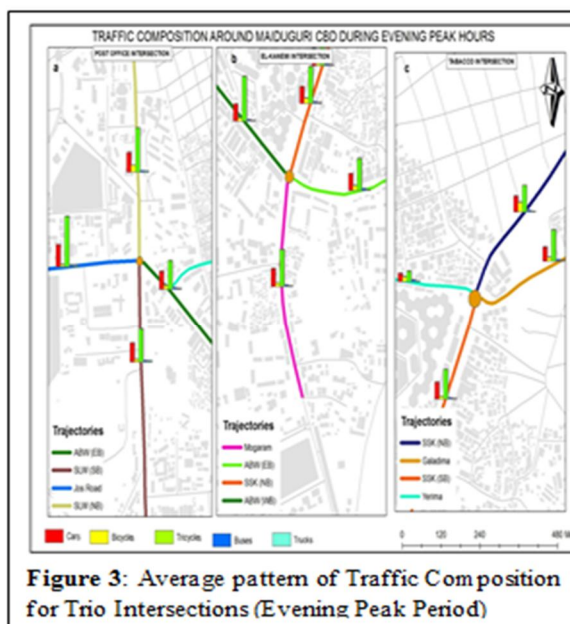 TRAFFIC COMPOSITION AROUND MAIDUGURI CBD DURING EVENING PEAK HOURS
POST OFFICE INTERSECTION
EL-KANEMI INTERSECTION
TABACCO INTERSECTION
a
b
c
Trajectories
ABW (EB)
SLW (SB)
Jos Road
SLW (NB)
Trajectories
Mogaram
ABW (EB)
SSK (NB)
ABW (WB)
Trajectories
SSK (NB)
Galadima
SSK (SB)
Yerima
Cars
Bicycles
Tricycles
Buses
Trucks
0 120 240 480
Figure 3: Average pattern of Traffic Composition
for Trio Intersections (Evening Peak Period)